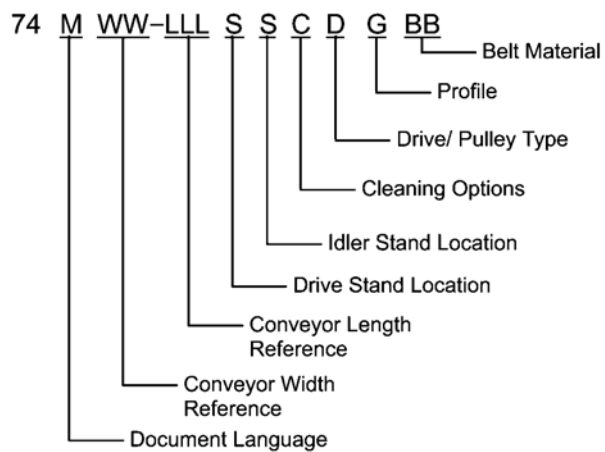 74 M WW-LLL S S C D G BB
Belt Material
Profile
Drive/ Pulley Type
Cleaning Options
Idler Stand Location
Drive Stand Location
Conveyor Length
Reference
Conveyor Width
Reference
Document Language